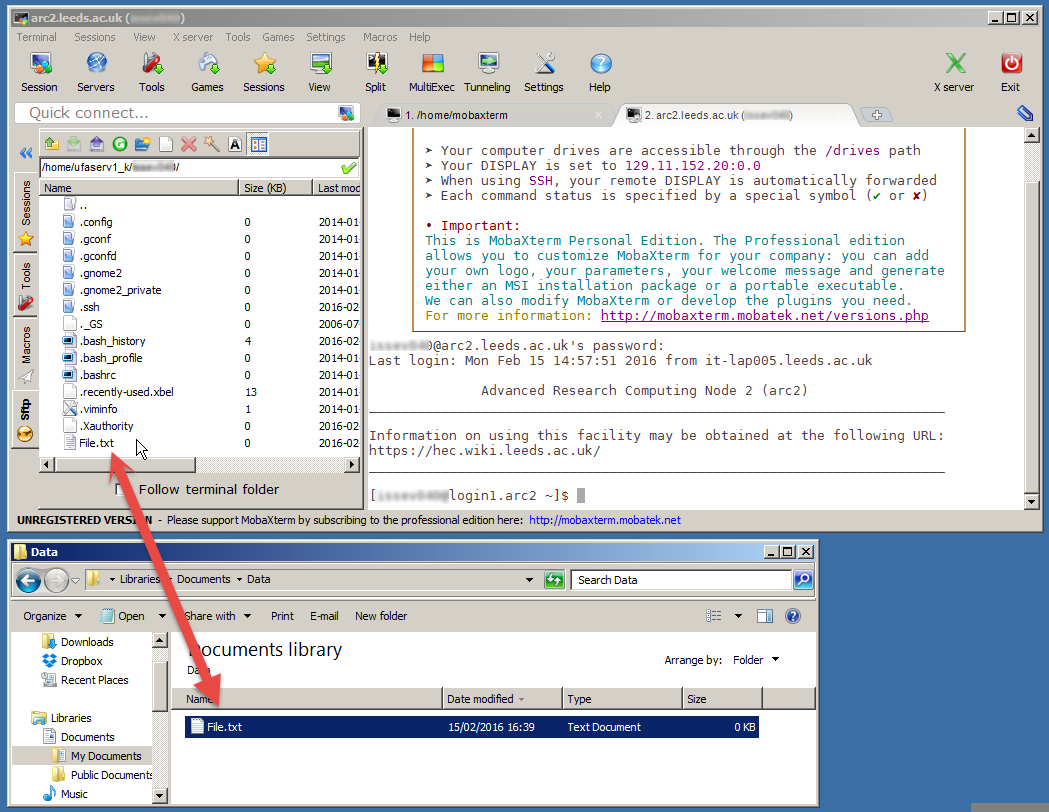 arc2.leeds.ac.uk (
Terminal Sessions View X server Tools Games Settings Macros Help
Session Servers Tools Games Sessions View Split MultiExec Tunneling Settings Help X server Exit
Quick connect...
1. /home/mobaxterm
2. arc2.leeds.ac.uk (
/home/ufaserv1_k/
Name Size (KB) Last mod
..
.config 0 2014-01
.gconf 0 2014-01
.gconfd 0 2014-01
.gnome2 0 2014-01
.gnome2_private 0 2014-01
.ssh 0 2016-02
._GS 0 2006-07
.bash_history 4 2016-02
.bash_profile 0 2014-01
.bashrc 0 2014-01
.recently-used.xbel 13 2014-01
.viminfo 1 2014-01
.Xauthority 0 2016-02
File.txt 0 2016-02
Sessions
Tools
Macros
Sftp
Follow terminal folder
➤ Your computer drives are accessible through the /drives path
➤ Your DISPLAY is set to 129.11.152.20:0.0
➤ When using SSH, your remote DISPLAY is automatically forwarded
➤ Each command status is specified by a special symbol (✔ or ✘)
• Important:
This is MobaXterm Personal Edition. The Professional edition
allows you to customize MobaXterm for your company: you can add
your own logo, your parameters, your welcome message and generate
either an MSI installation package or a portable executable.
We can also modify MobaXterm or develop the plugins you need.
For more information: http://mobaxterm.mobatek.net/versions.php
@arc2.leeds.ac.uk's password:
Last login: Mon Feb 15 14:57:51 2016 from it-lap005.leeds.ac.uk
Advanced Research Computing Node 2 (arc2)
Information on using this facility may be obtained at the following URL:
https://hec.wiki.leeds.ac.uk/
[ @login1.arc2 ~]$
UNREGISTERED VERSION - Please support MobaXterm by subscribing to the professional edition here: http://mobaxterm.mobatek.net
Data
Libraries Documents Data
Search Data
Organize Open Share with Print E-mail New folder
Downloads
Dropbox
Recent Places
Libraries
Documents
My Documents
Public Documents
Music
Documents library
Data
Arrange by: Folder
Name Date modified Type Size
File.txt 15/02/2016 16:39 Text Document 0 KB